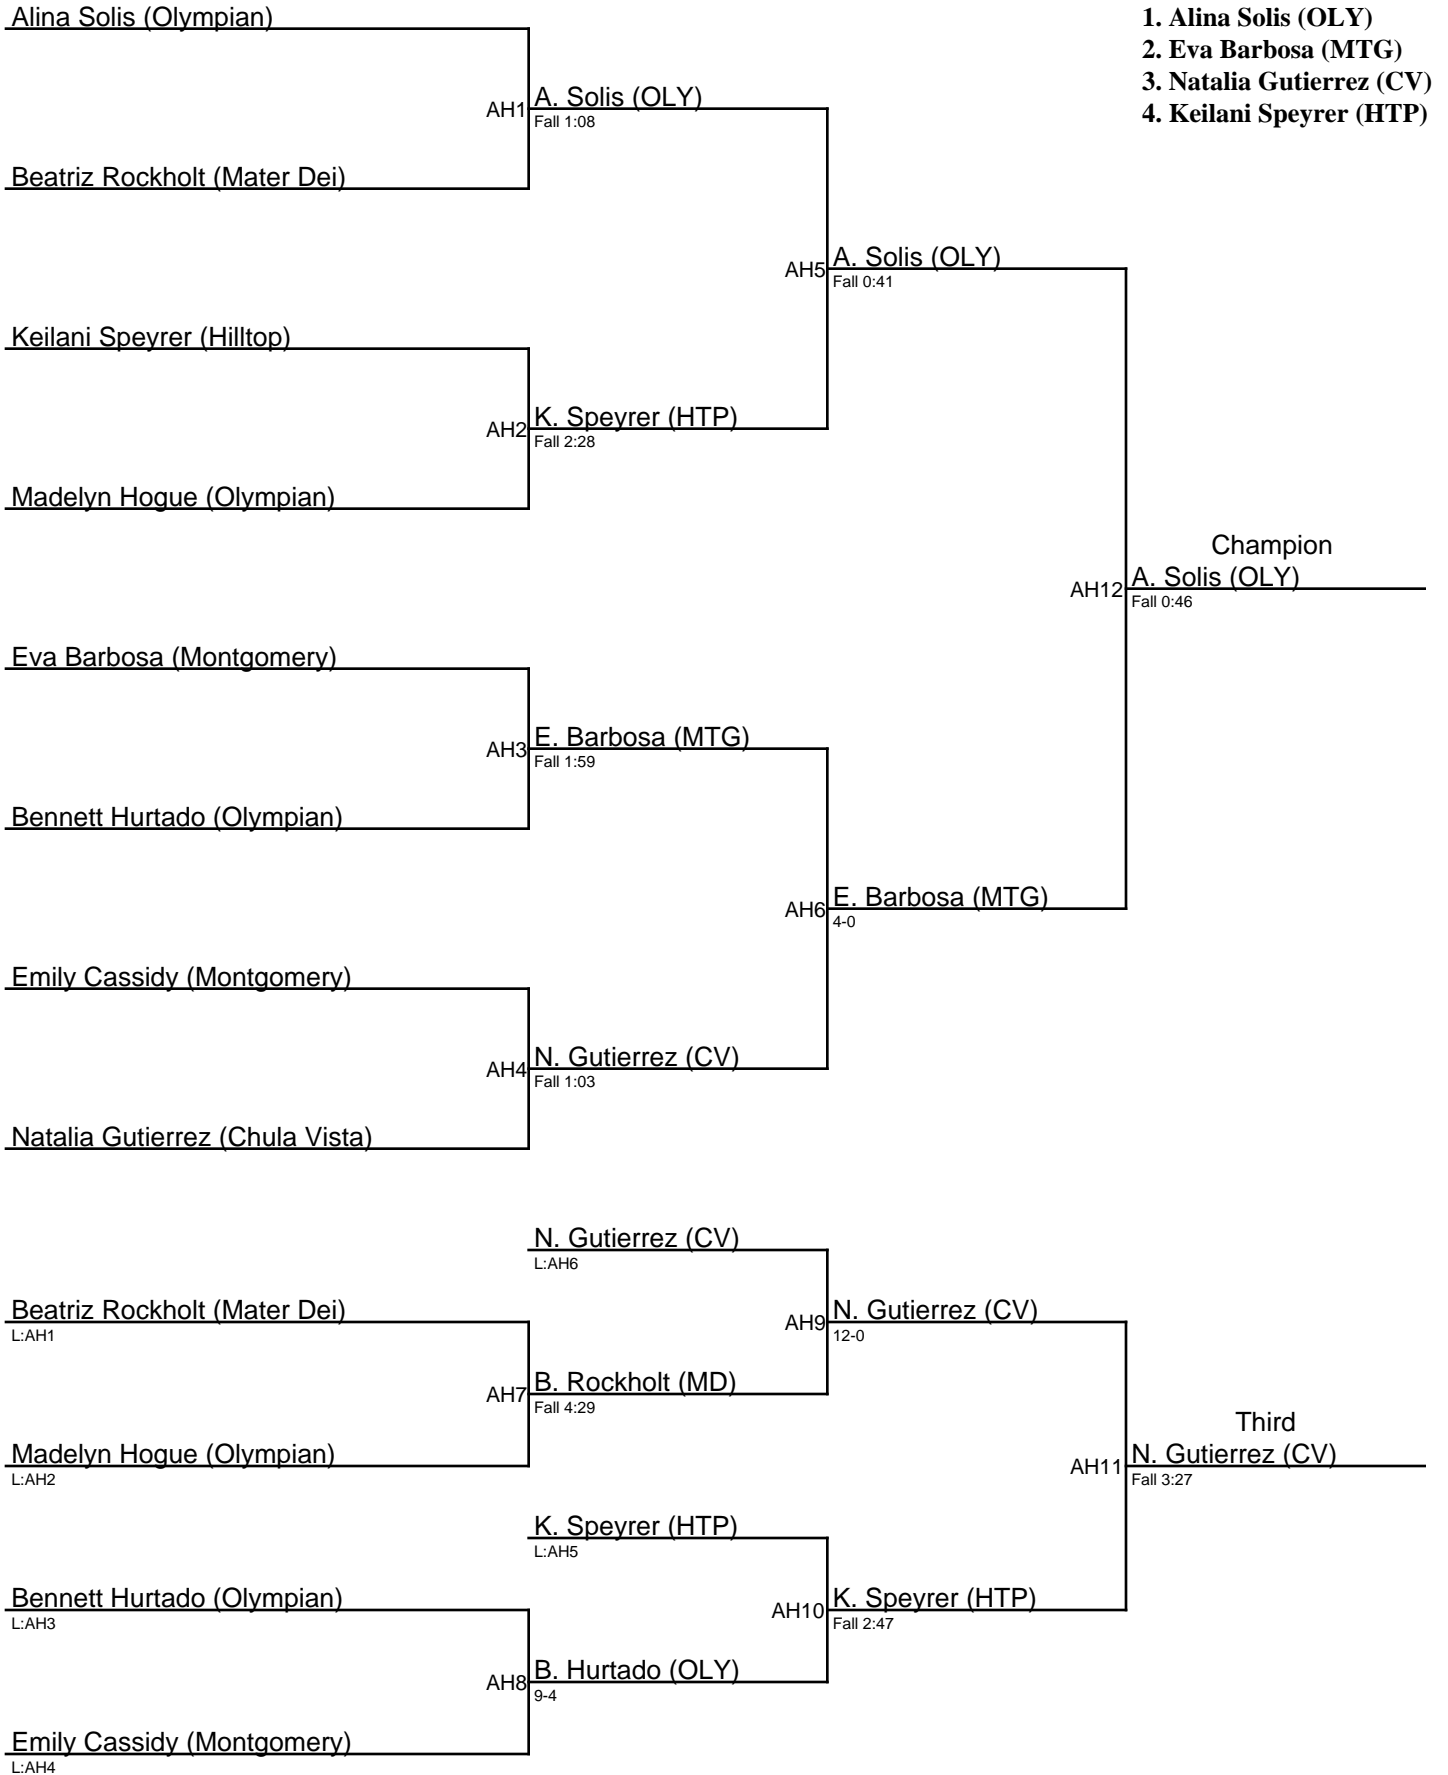 Alina Solis (Olympian)
1. Alina Solis (OLY)
2. Eva Barbosa (MTG)
3. Natalia Gutierrez (CV)
4. Keilani Speyrer (HTP)
AH1
A. Solis (OLY)
Fall 1:08
Beatriz Rockholt (Mater Dei)
AH5
A. Solis (OLY)
Fall 0:41
Keilani Speyrer (Hilltop)
AH2
K. Speyrer (HTP)
Fall 2:28
Madelyn Hogue (Olympian)
Champion
AH12
A. Solis (OLY)
Fall 0:46
Eva Barbosa (Montgomery)
AH3
E. Barbosa (MTG)
Fall 1:59
Bennett Hurtado (Olympian)
AH6
E. Barbosa (MTG)
4-0
Emily Cassidy (Montgomery)
AH4
N. Gutierrez (CV)
Fall 1:03
Natalia Gutierrez (Chula Vista)
N. Gutierrez (CV)
L:AH6
Beatriz Rockholt (Mater Dei)
L:AH1
AH9
N. Gutierrez (CV)
12-0
AH7
B. Rockholt (MD)
Fall 4:29
Madelyn Hogue (Olympian)
L:AH2
Third
AH11
N. Gutierrez (CV)
Fall 3:27
K. Speyrer (HTP)
L:AH5
Bennett Hurtado (Olympian)
L:AH3
AH10
K. Speyrer (HTP)
Fall 2:47
AH8
B. Hurtado (OLY)
9-4
Emily Cassidy (Montgomery)
L:AH4